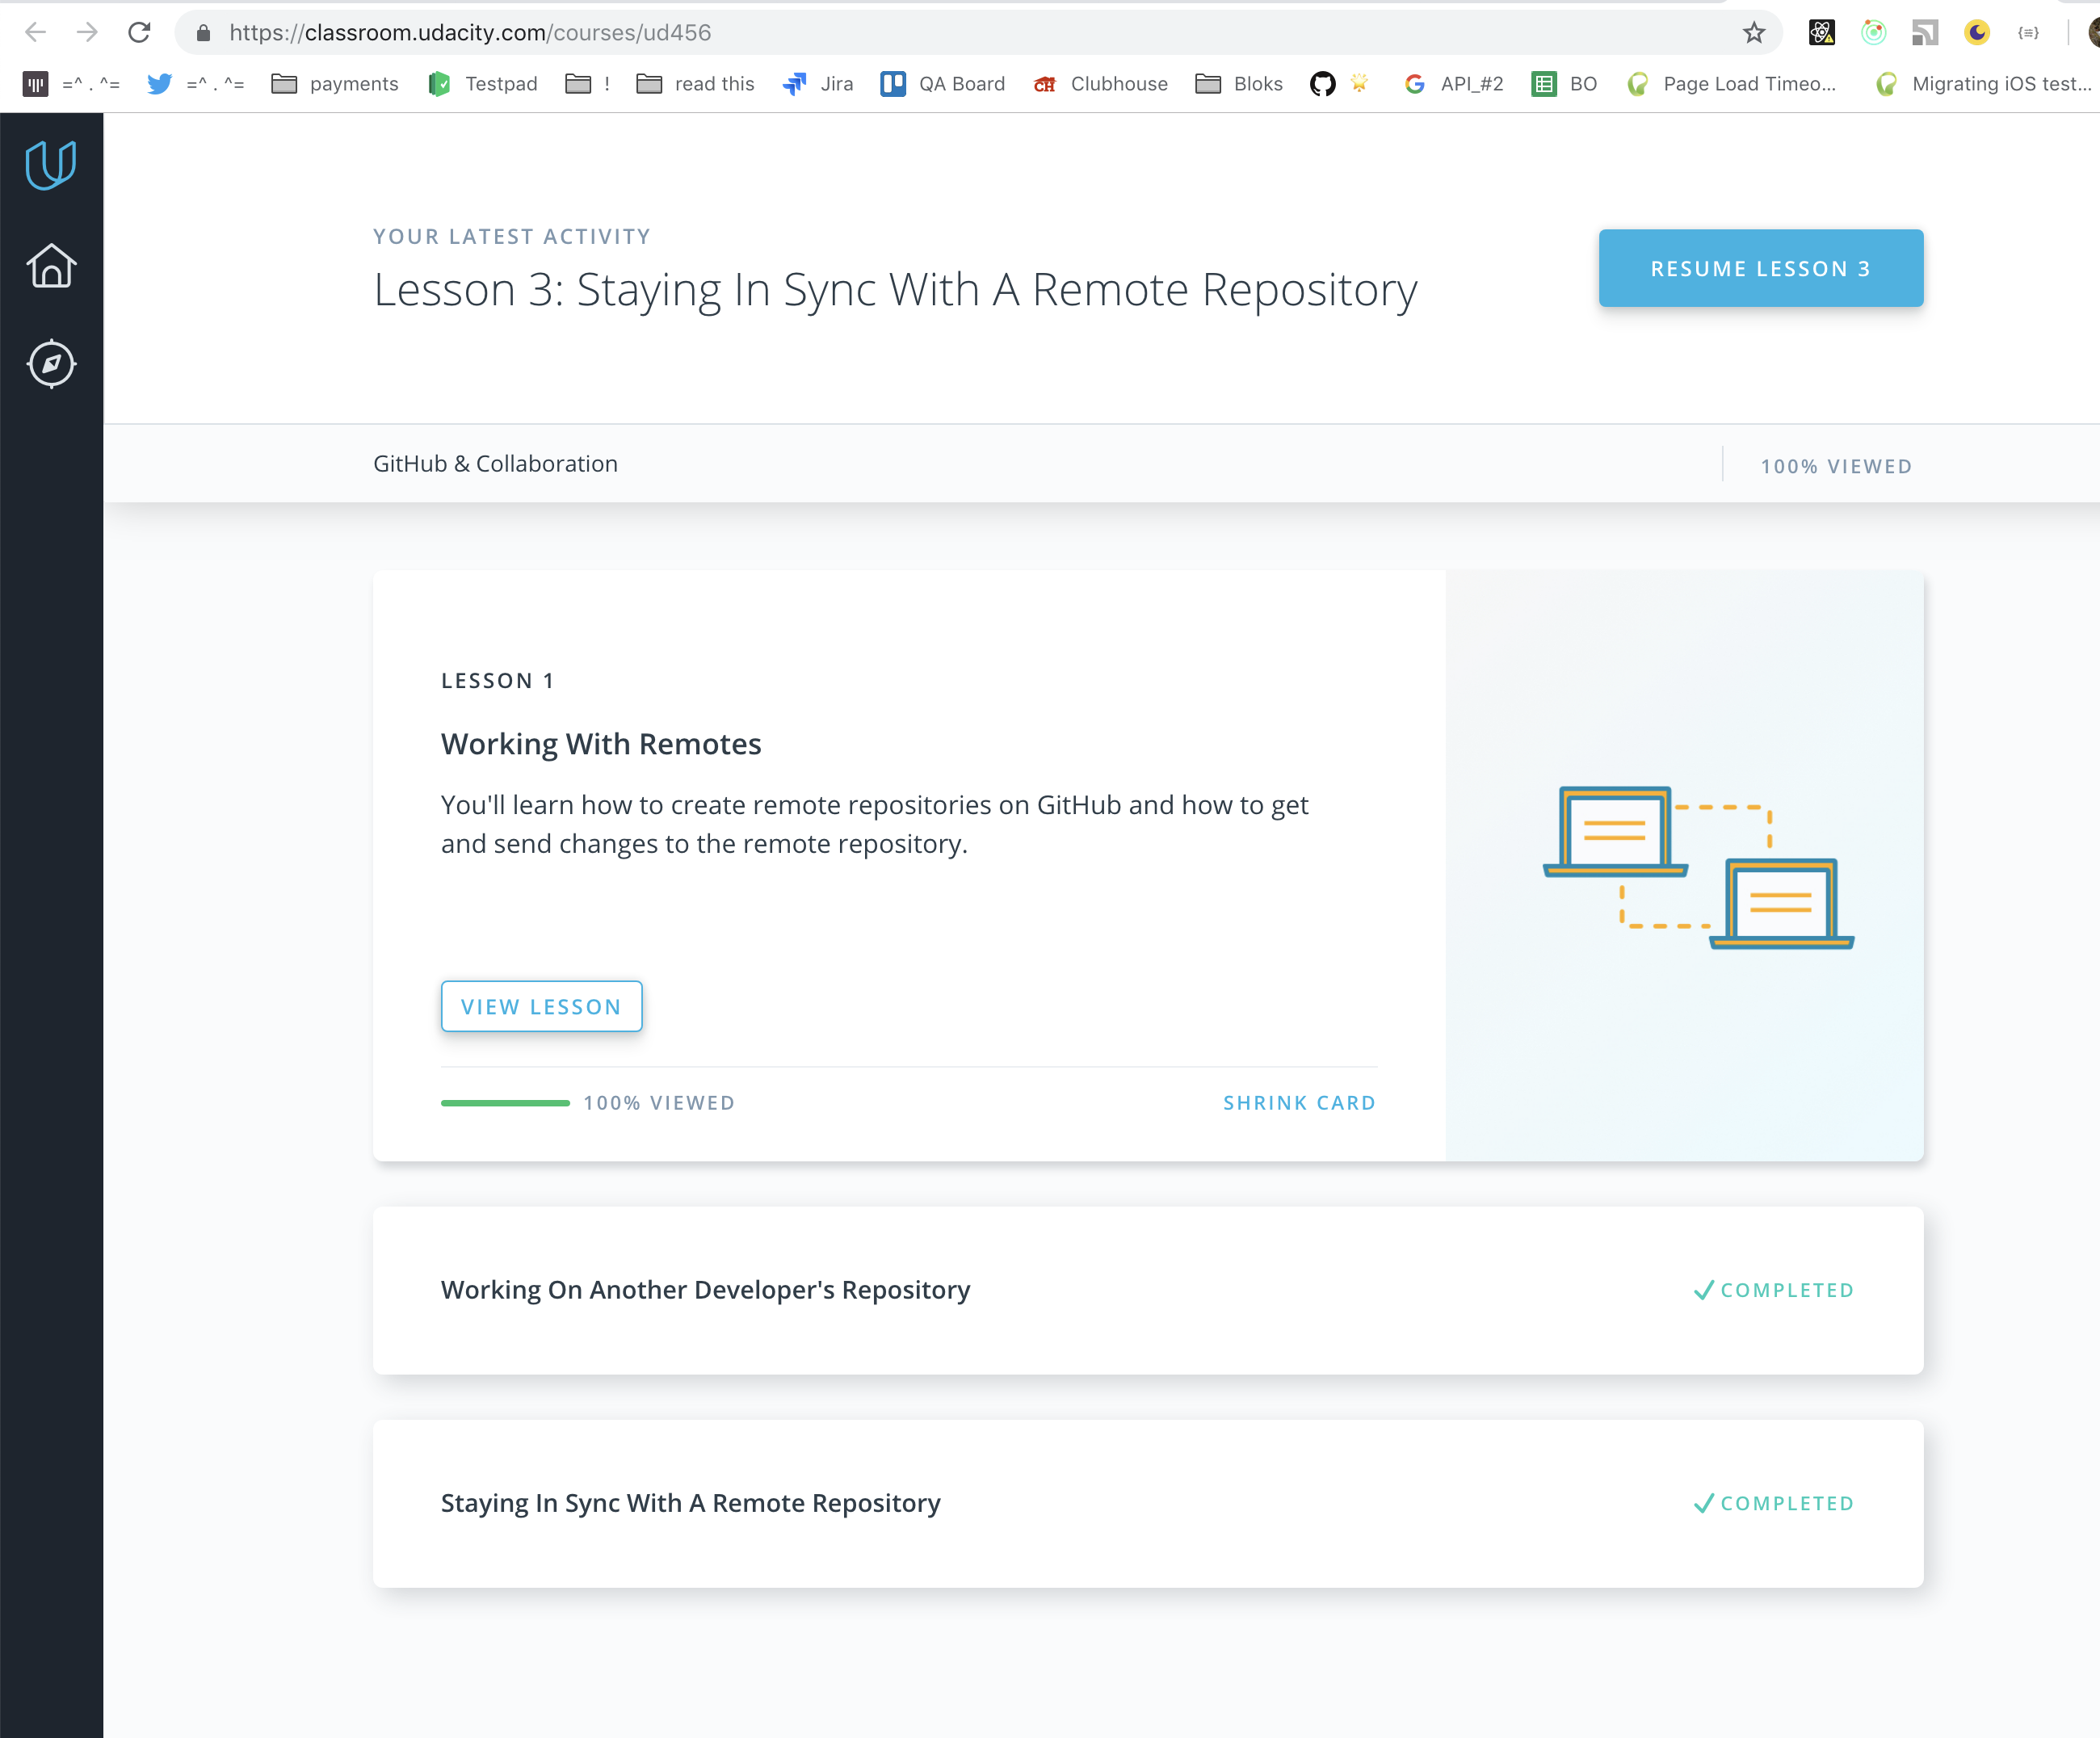 https://classroom.udacity.com/courses/ud456
=^ . ^= =^ . ^= payments Testpad ! read this Jira QA Board Clubhouse Bloks API_#2 BO Page Load Timeo... Migrating iOS test...
YOUR LATEST ACTIVITY
Lesson 3: Staying In Sync With A Remote Repository
RESUME LESSON 3
GitHub & Collaboration
100% VIEWED
LESSON 1
Working With Remotes
You'll learn how to create remote repositories on GitHub and how to get
and send changes to the remote repository.
VIEW LESSON
100% VIEWED
SHRINK CARD
Working On Another Developer's Repository
COMPLETED
Staying In Sync With A Remote Repository
COMPLETED